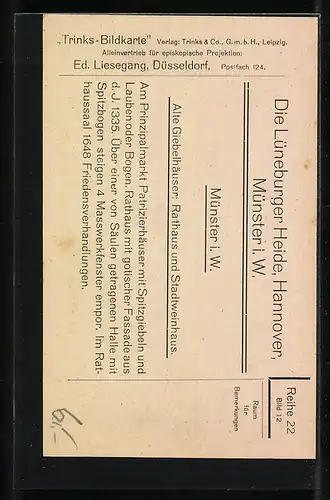 „Trinks-Bildkarte" Verlag: Trinks & Co., G. m. b. H., Leipzig.
Alleinvertrieb für episkopische Projektion:
Ed. Liesegang, Düsseldorf, Postfach 124.
Reihe 22
Bild 12
Raum
für
Bemerkungen
Die Lüneburger Heide, Hannover,
Münster i. W.
Münster i. W.
Alte Giebelhäuser; Rathaus und Stadtweinhaus.
Am Prinzipalmarkt Patrizierhäuser mit Spitzgiebeln und
Lauben oder Bogen. Rathaus mit gotischer Fassade aus
d. J. 1335. Über einer von Säulen getragenen Halle mit
Spitzbogen steigen 4 Masswerkfenster empor. Im Rat-
haussaal 1648 Friedensverhandlungen.